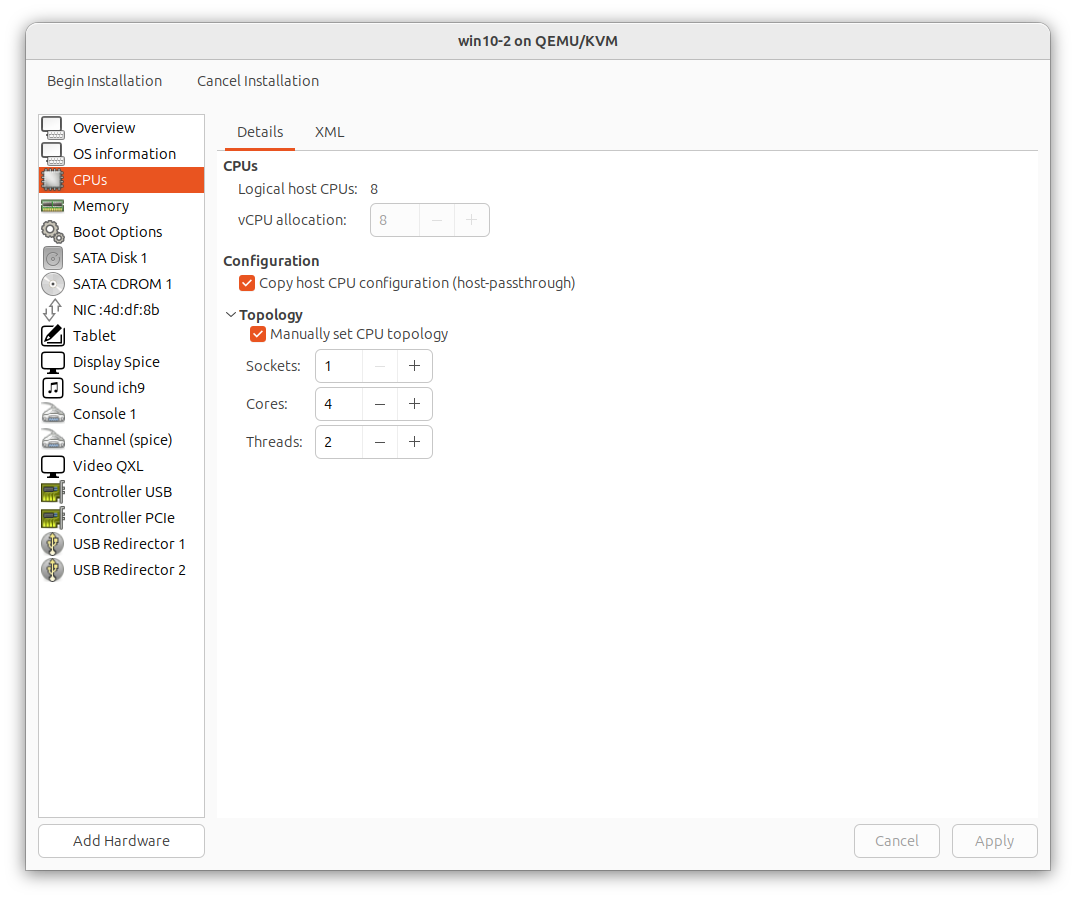 win10-2 on QEMU/KVM
Begin Installation
Cancel Installation
Overview
OS information
CPUs
Memory
Boot Options
SATA Disk 1
SATA CDROM 1
NIC :4d:df:8b
Tablet
Display Spice
Sound ich9
Console 1
Channel (spice)
Video QXL
Controller USB
Controller PCIe
USB Redirector 1
USB Redirector 2
Add Hardware
Details
XML
CPUs
Logical host CPUs: 8
vCPU allocation: 8 − +
Configuration
Copy host CPU configuration (host-passthrough)
Topology
Manually set CPU topology
Sockets: 1 − +
Cores: 4 − +
Threads: 2 − +
Cancel
Apply